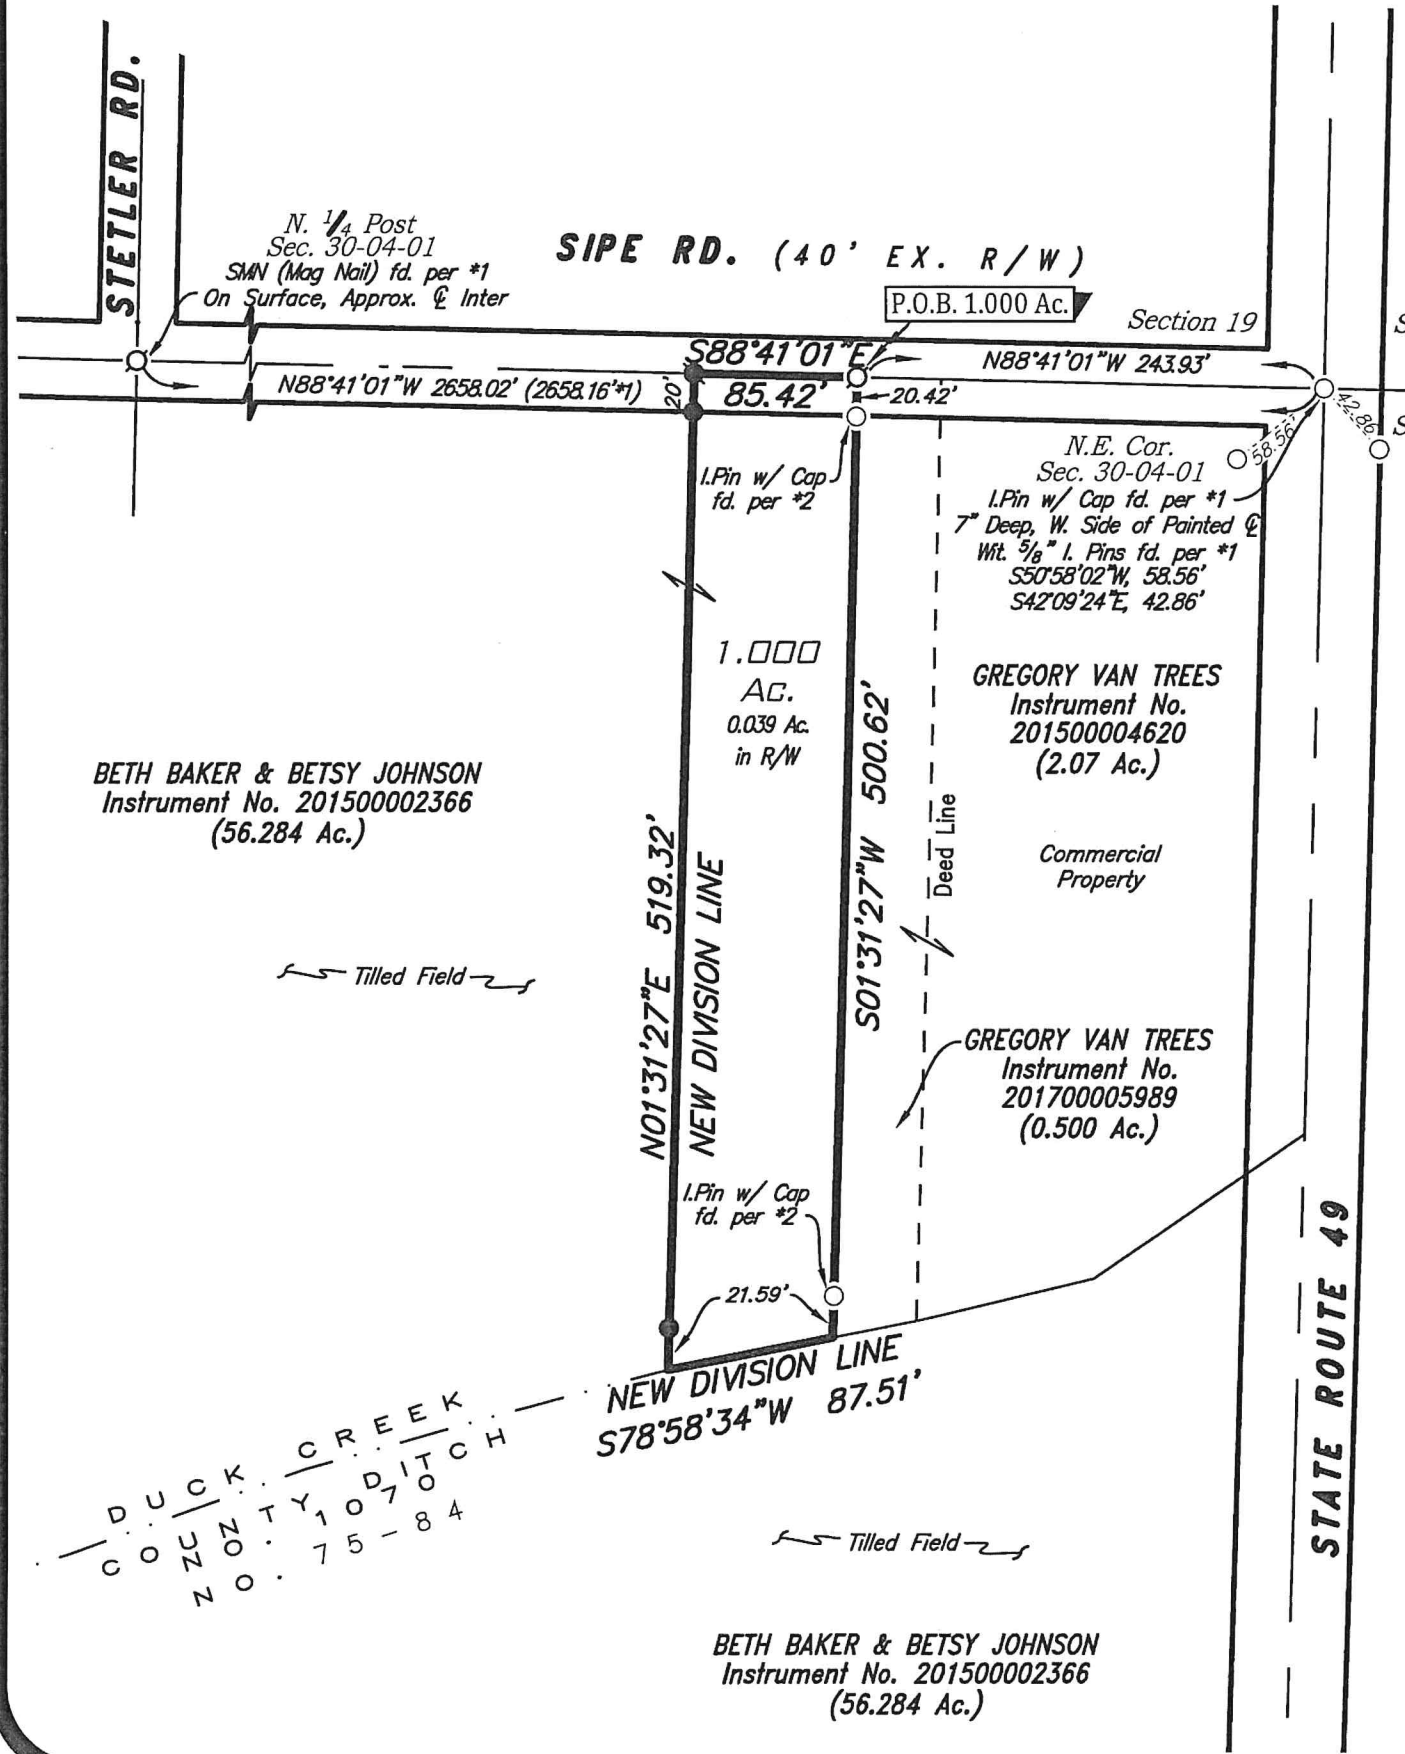 STETLER RD.
N. 1/4 Post
Sec. 30-04-01
SMN (Mag Nail) fd. per *1
On Surface, Approx. ℄ Inter
SIPE RD. (40' EX. R/W)
P.O.B. 1.000 Ac.
Section 19
S
S88°41'01"E
85.42'
N88°41'01"W 243.93'
N88°41'01"W 2658.02' (2658.16'*1)
20'
20.42'
42.86'
58.56'
S
I.Pin w/ Cap
fd. per *2
N.E. Cor.
Sec. 30-04-01
I.Pin w/ Cap fd. per *1
7" Deep, W. Side of Painted ℄
Wit. 5/8" I. Pins fd. per *1
S50°58'02"W, 58.56'
S42°09'24"E, 42.86'
1.000
Ac.
0.039 Ac.
in R/W
GREGORY VAN TREES
Instrument No.
201500004620
(2.07 Ac.)
BETH BAKER & BETSY JOHNSON
Instrument No. 201500002366
(56.284 Ac.)
N01°31'27"E 519.32'
NEW DIVISION LINE
S01°31'27"W 500.62'
Deed Line
Commercial
Property
Tilled Field
GREGORY VAN TREES
Instrument No.
201700005989
(0.500 Ac.)
I.Pin w/ Cap
fd. per *2
21.59'
NEW DIVISION LINE
S78°58'34"W 87.51'
STATE ROUTE 49
DUCK CREEK
COUNTY DITCH
NO. 1070
NO. 75-84
Tilled Field
BETH BAKER & BETSY JOHNSON
Instrument No. 201500002366
(56.284 Ac.)